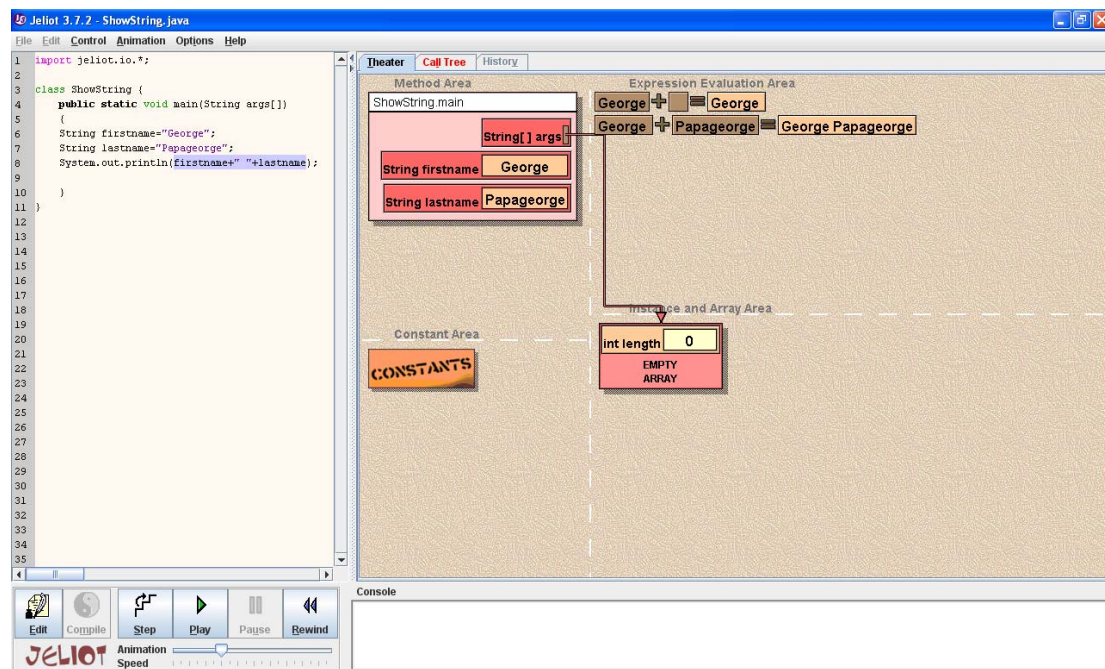 Jeliot 3.7.2 - ShowString.java
File Edit Control Animation Options Help
1 import jeliot.io.*;
2
3 class ShowString {
4 public static void main(String args[])
5 {
6 String firstname="George";
7 String lastname="Papageorge";
8 System.out.println(firstname+" "+lastname);
9
10 }
11 }
12
13
14
15
16
17
18
19
20
21
22
23
24
25
26
27
28
29
30
31
32
33
34
35
Theater Call Tree History
Method Area
ShowString.main
String[ ] args
String firstname George
String lastname Papageorge
Expression Evaluation Area
George + = George
George + Papageorge = George Papageorge
Constant Area
CONSTANTS
Instance and Array Area
int length 0
EMPTY
ARRAY
Edit Compile Step Play Pause Rewind
JELIOT
Animation
Speed
Console